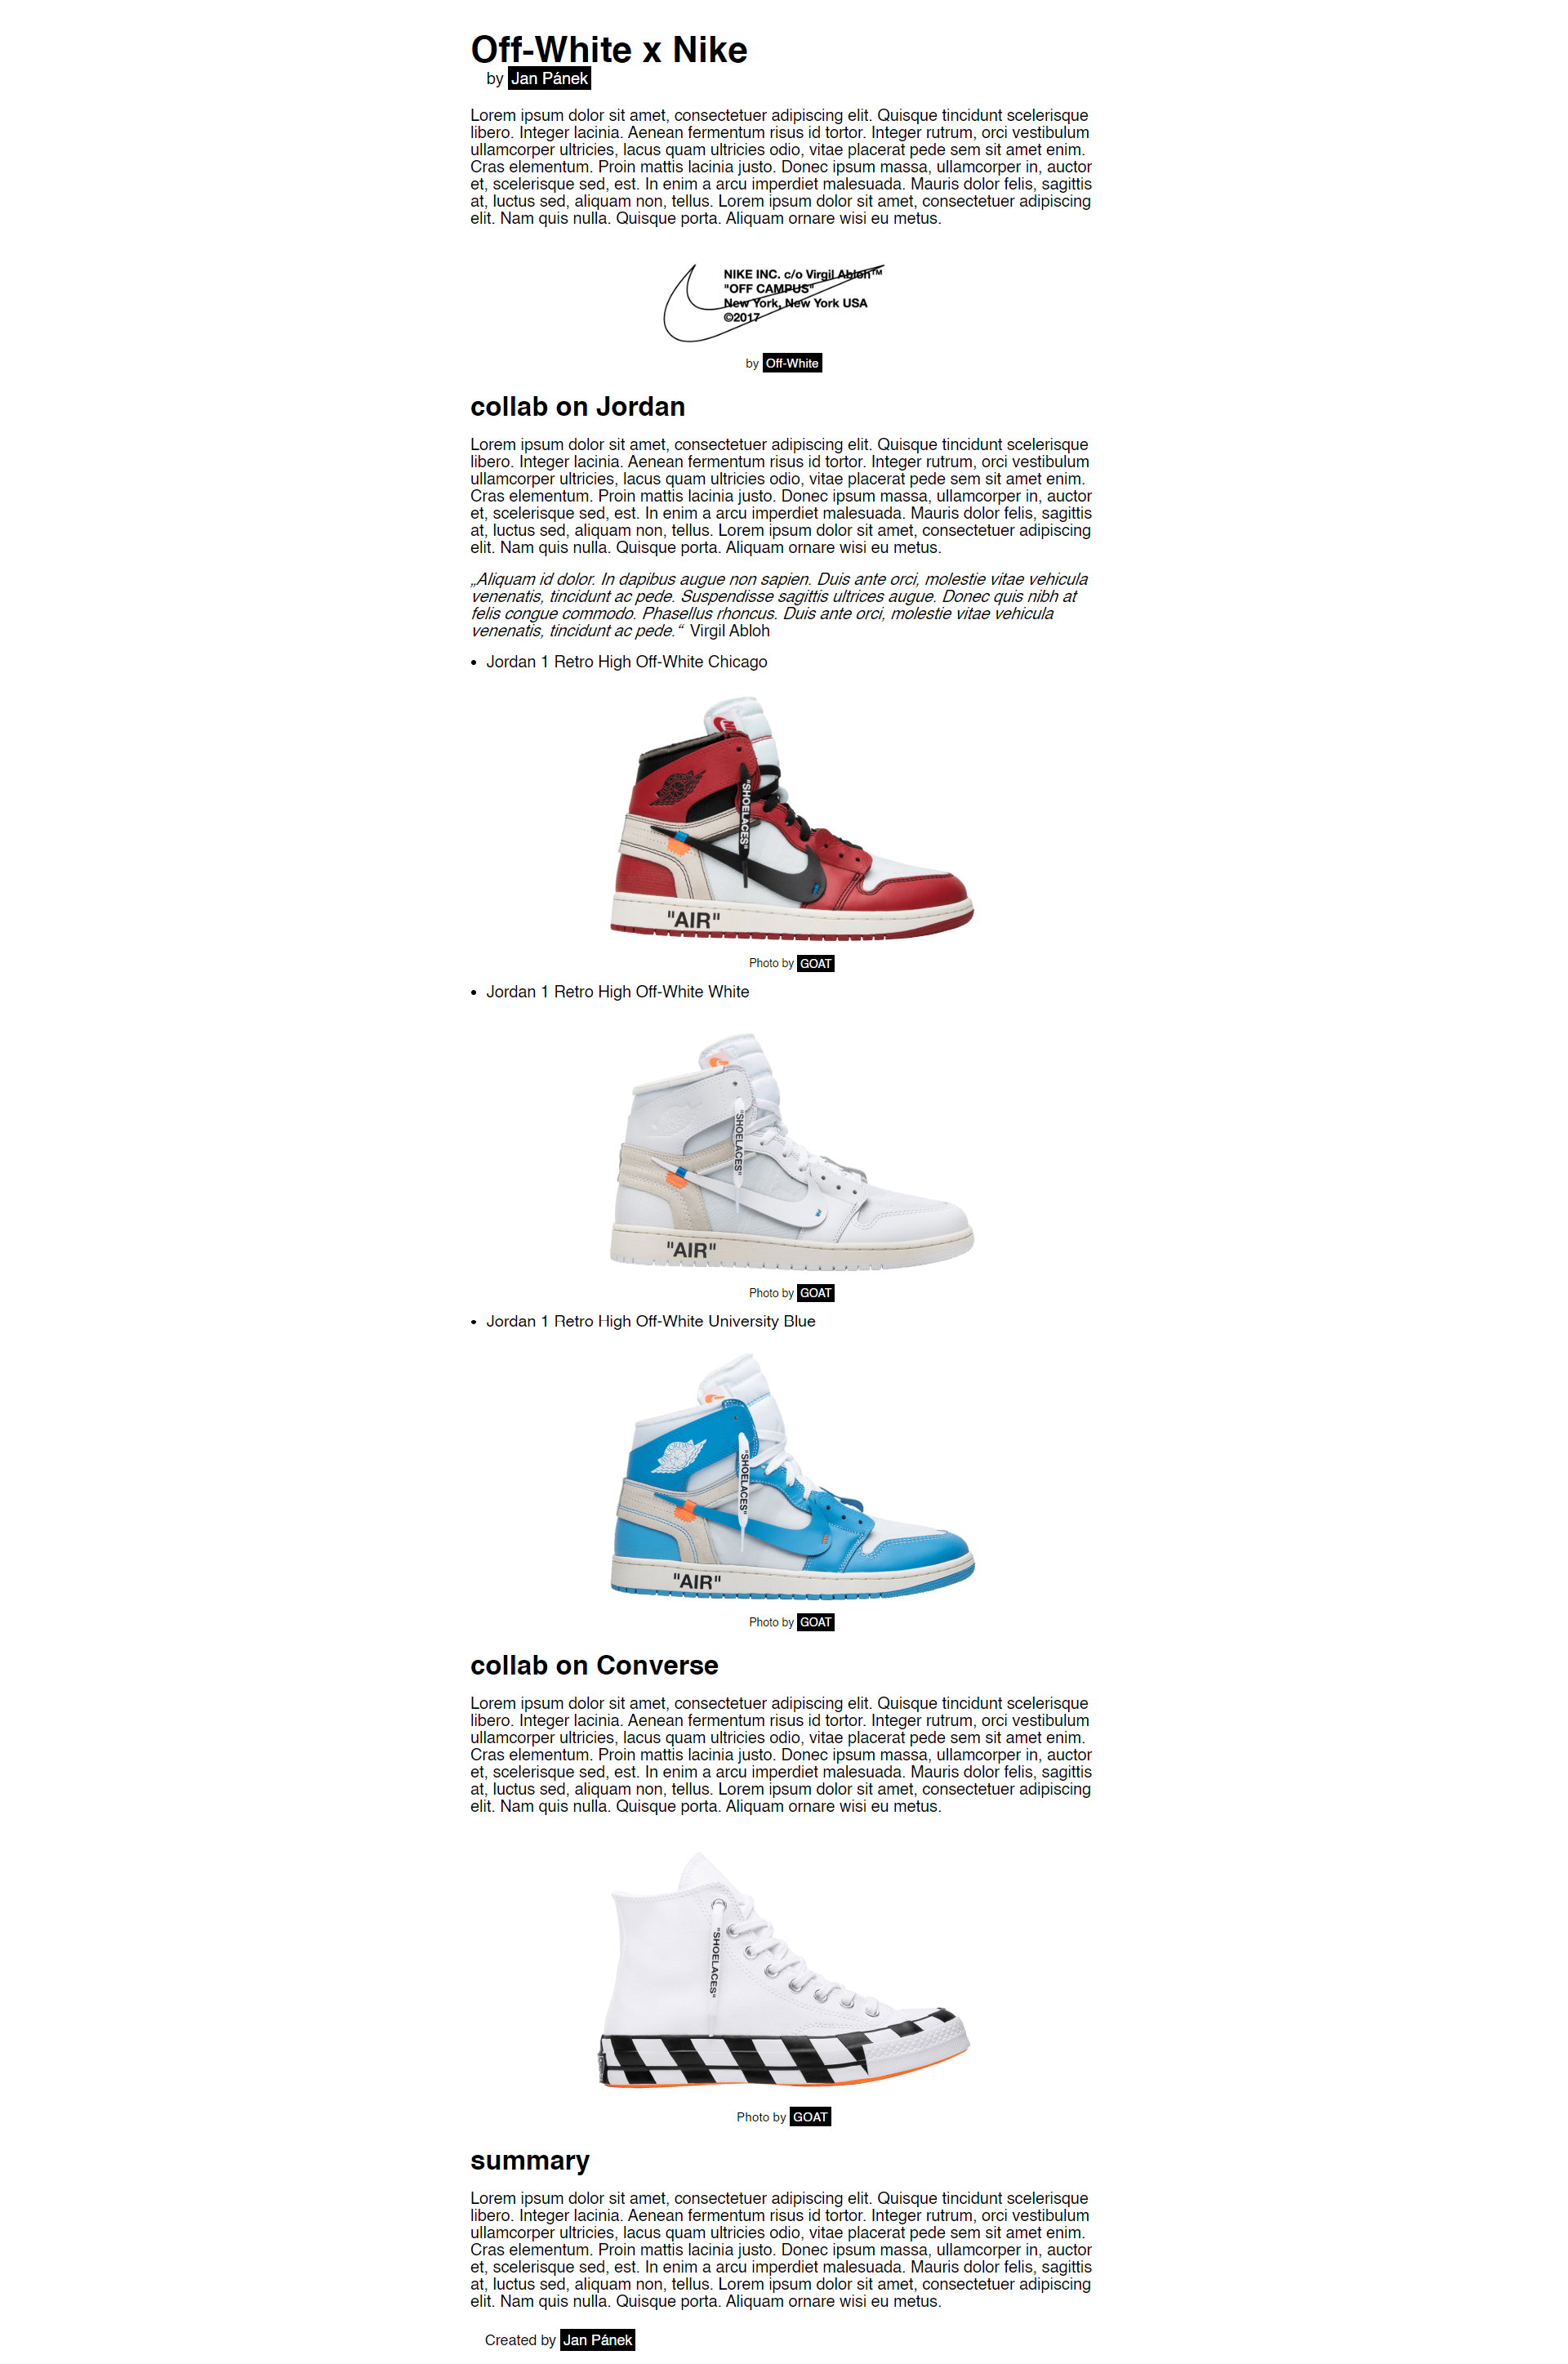 Off-White x Nike
by Jan Pánek
Lorem ipsum dolor sit amet, consectetuer adipiscing elit. Quisque tincidunt scelerisque
libero. Integer lacinia. Aenean fermentum risus id tortor. Integer rutrum, orci vestibulum
ullamcorper ultricies, lacus quam ultricies odio, vitae placerat pede sem sit amet enim.
Cras elementum. Proin mattis lacinia justo. Donec ipsum massa, ullamcorper in, auctor
et, scelerisque sed, est. In enim a arcu imperdiet malesuada. Mauris dolor felis, sagittis
at, luctus sed, aliquam non, tellus. Lorem ipsum dolor sit amet, consectetuer adipiscing
elit. Nam quis nulla. Quisque porta. Aliquam ornare wisi eu metus.
NIKE INC. c/o Virgil Abloh™
"OFF CAMPUS"
New York, New York USA
©2017
by Off-White
collab on Jordan
Lorem ipsum dolor sit amet, consectetuer adipiscing elit. Quisque tincidunt scelerisque
libero. Integer lacinia. Aenean fermentum risus id tortor. Integer rutrum, orci vestibulum
ullamcorper ultricies, lacus quam ultricies odio, vitae placerat pede sem sit amet enim.
Cras elementum. Proin mattis lacinia justo. Donec ipsum massa, ullamcorper in, auctor
et, scelerisque sed, est. In enim a arcu imperdiet malesuada. Mauris dolor felis, sagittis
at, luctus sed, aliquam non, tellus. Lorem ipsum dolor sit amet, consectetuer adipiscing
elit. Nam quis nulla. Quisque porta. Aliquam ornare wisi eu metus.
„Aliquam id dolor. In dapibus augue non sapien. Duis ante orci, molestie vitae vehicula
venenatis, tincidunt ac pede. Suspendisse sagittis ultrices augue. Donec quis nibh at
felis congue commodo. Phasellus rhoncus. Duis ante orci, molestie vitae vehicula
venenatis, tincidunt ac pede.“ Virgil Abloh
• Jordan 1 Retro High Off-White Chicago
"SHOELACES"
"AIR"
Photo by GOAT
• Jordan 1 Retro High Off-White White
"SHOELACES"
"AIR"
Photo by GOAT
• Jordan 1 Retro High Off-White University Blue
"SHOELACES"
"AIR"
Photo by GOAT
collab on Converse
Lorem ipsum dolor sit amet, consectetuer adipiscing elit. Quisque tincidunt scelerisque
libero. Integer lacinia. Aenean fermentum risus id tortor. Integer rutrum, orci vestibulum
ullamcorper ultricies, lacus quam ultricies odio, vitae placerat pede sem sit amet enim.
Cras elementum. Proin mattis lacinia justo. Donec ipsum massa, ullamcorper in, auctor
et, scelerisque sed, est. In enim a arcu imperdiet malesuada. Mauris dolor felis, sagittis
at, luctus sed, aliquam non, tellus. Lorem ipsum dolor sit amet, consectetuer adipiscing
elit. Nam quis nulla. Quisque porta. Aliquam ornare wisi eu metus.
"SHOELACES"
Photo by GOAT
summary
Lorem ipsum dolor sit amet, consectetuer adipiscing elit. Quisque tincidunt scelerisque
libero. Integer lacinia. Aenean fermentum risus id tortor. Integer rutrum, orci vestibulum
ullamcorper ultricies, lacus quam ultricies odio, vitae placerat pede sem sit amet enim.
Cras elementum. Proin mattis lacinia justo. Donec ipsum massa, ullamcorper in, auctor
et, scelerisque sed, est. In enim a arcu imperdiet malesuada. Mauris dolor felis, sagittis
at, luctus sed, aliquam non, tellus. Lorem ipsum dolor sit amet, consectetuer adipiscing
elit. Nam quis nulla. Quisque porta. Aliquam ornare wisi eu metus.
Created by Jan Pánek